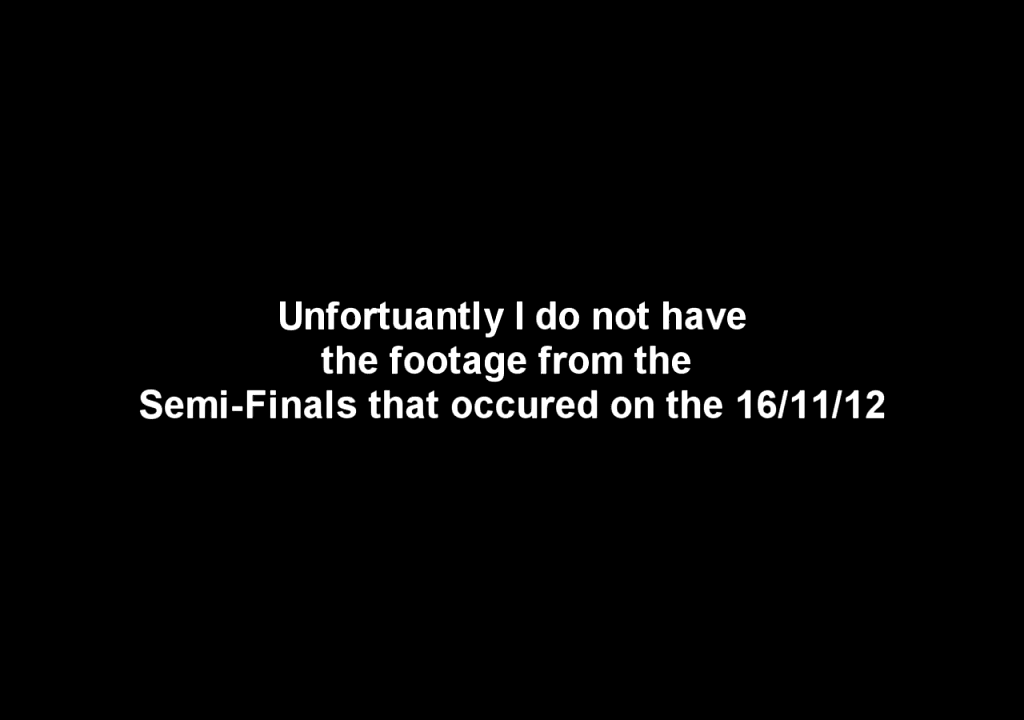 Unfortuantly I do not have
the footage from the
Semi-Finals that occured on the 16/11/12